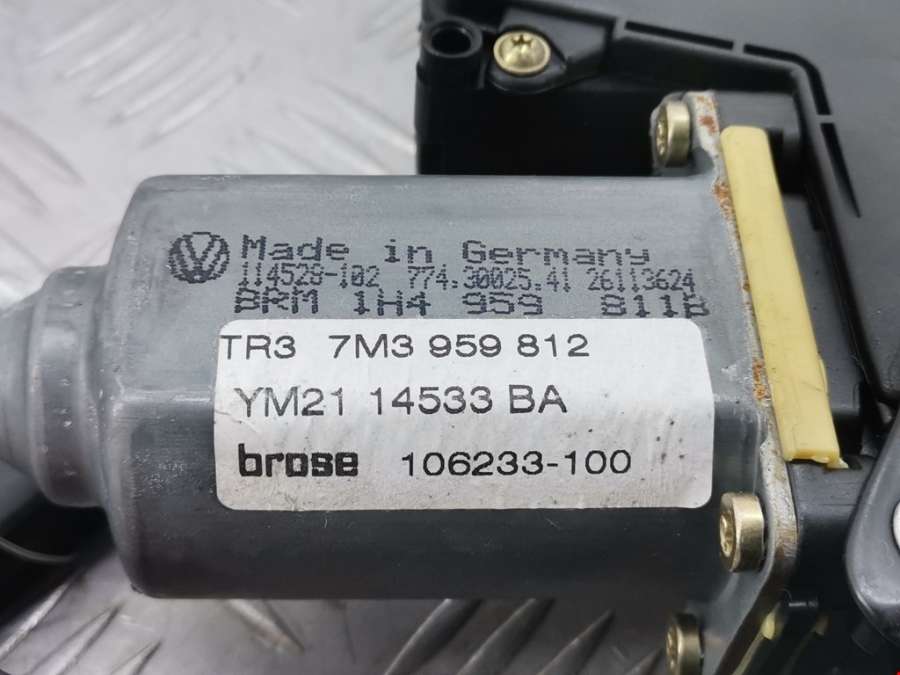 Made in Germany
114528-102 774.30025.41 26113624
BRM 1H4 959 811B
TR3 7M3 959 812
YM21 14533 BA
brose 106233-100